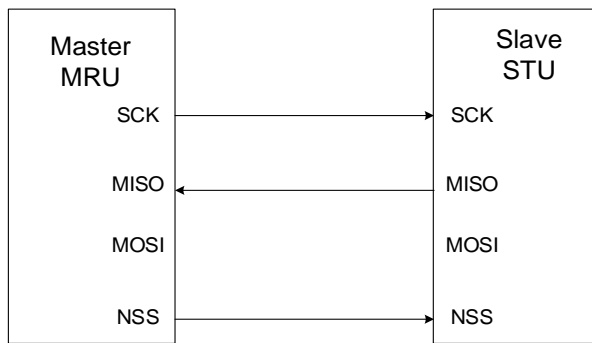 Master
MRU
SCK
MISO
MOSI
NSS
Slave
STU
SCK
MISO
MOSI
NSS